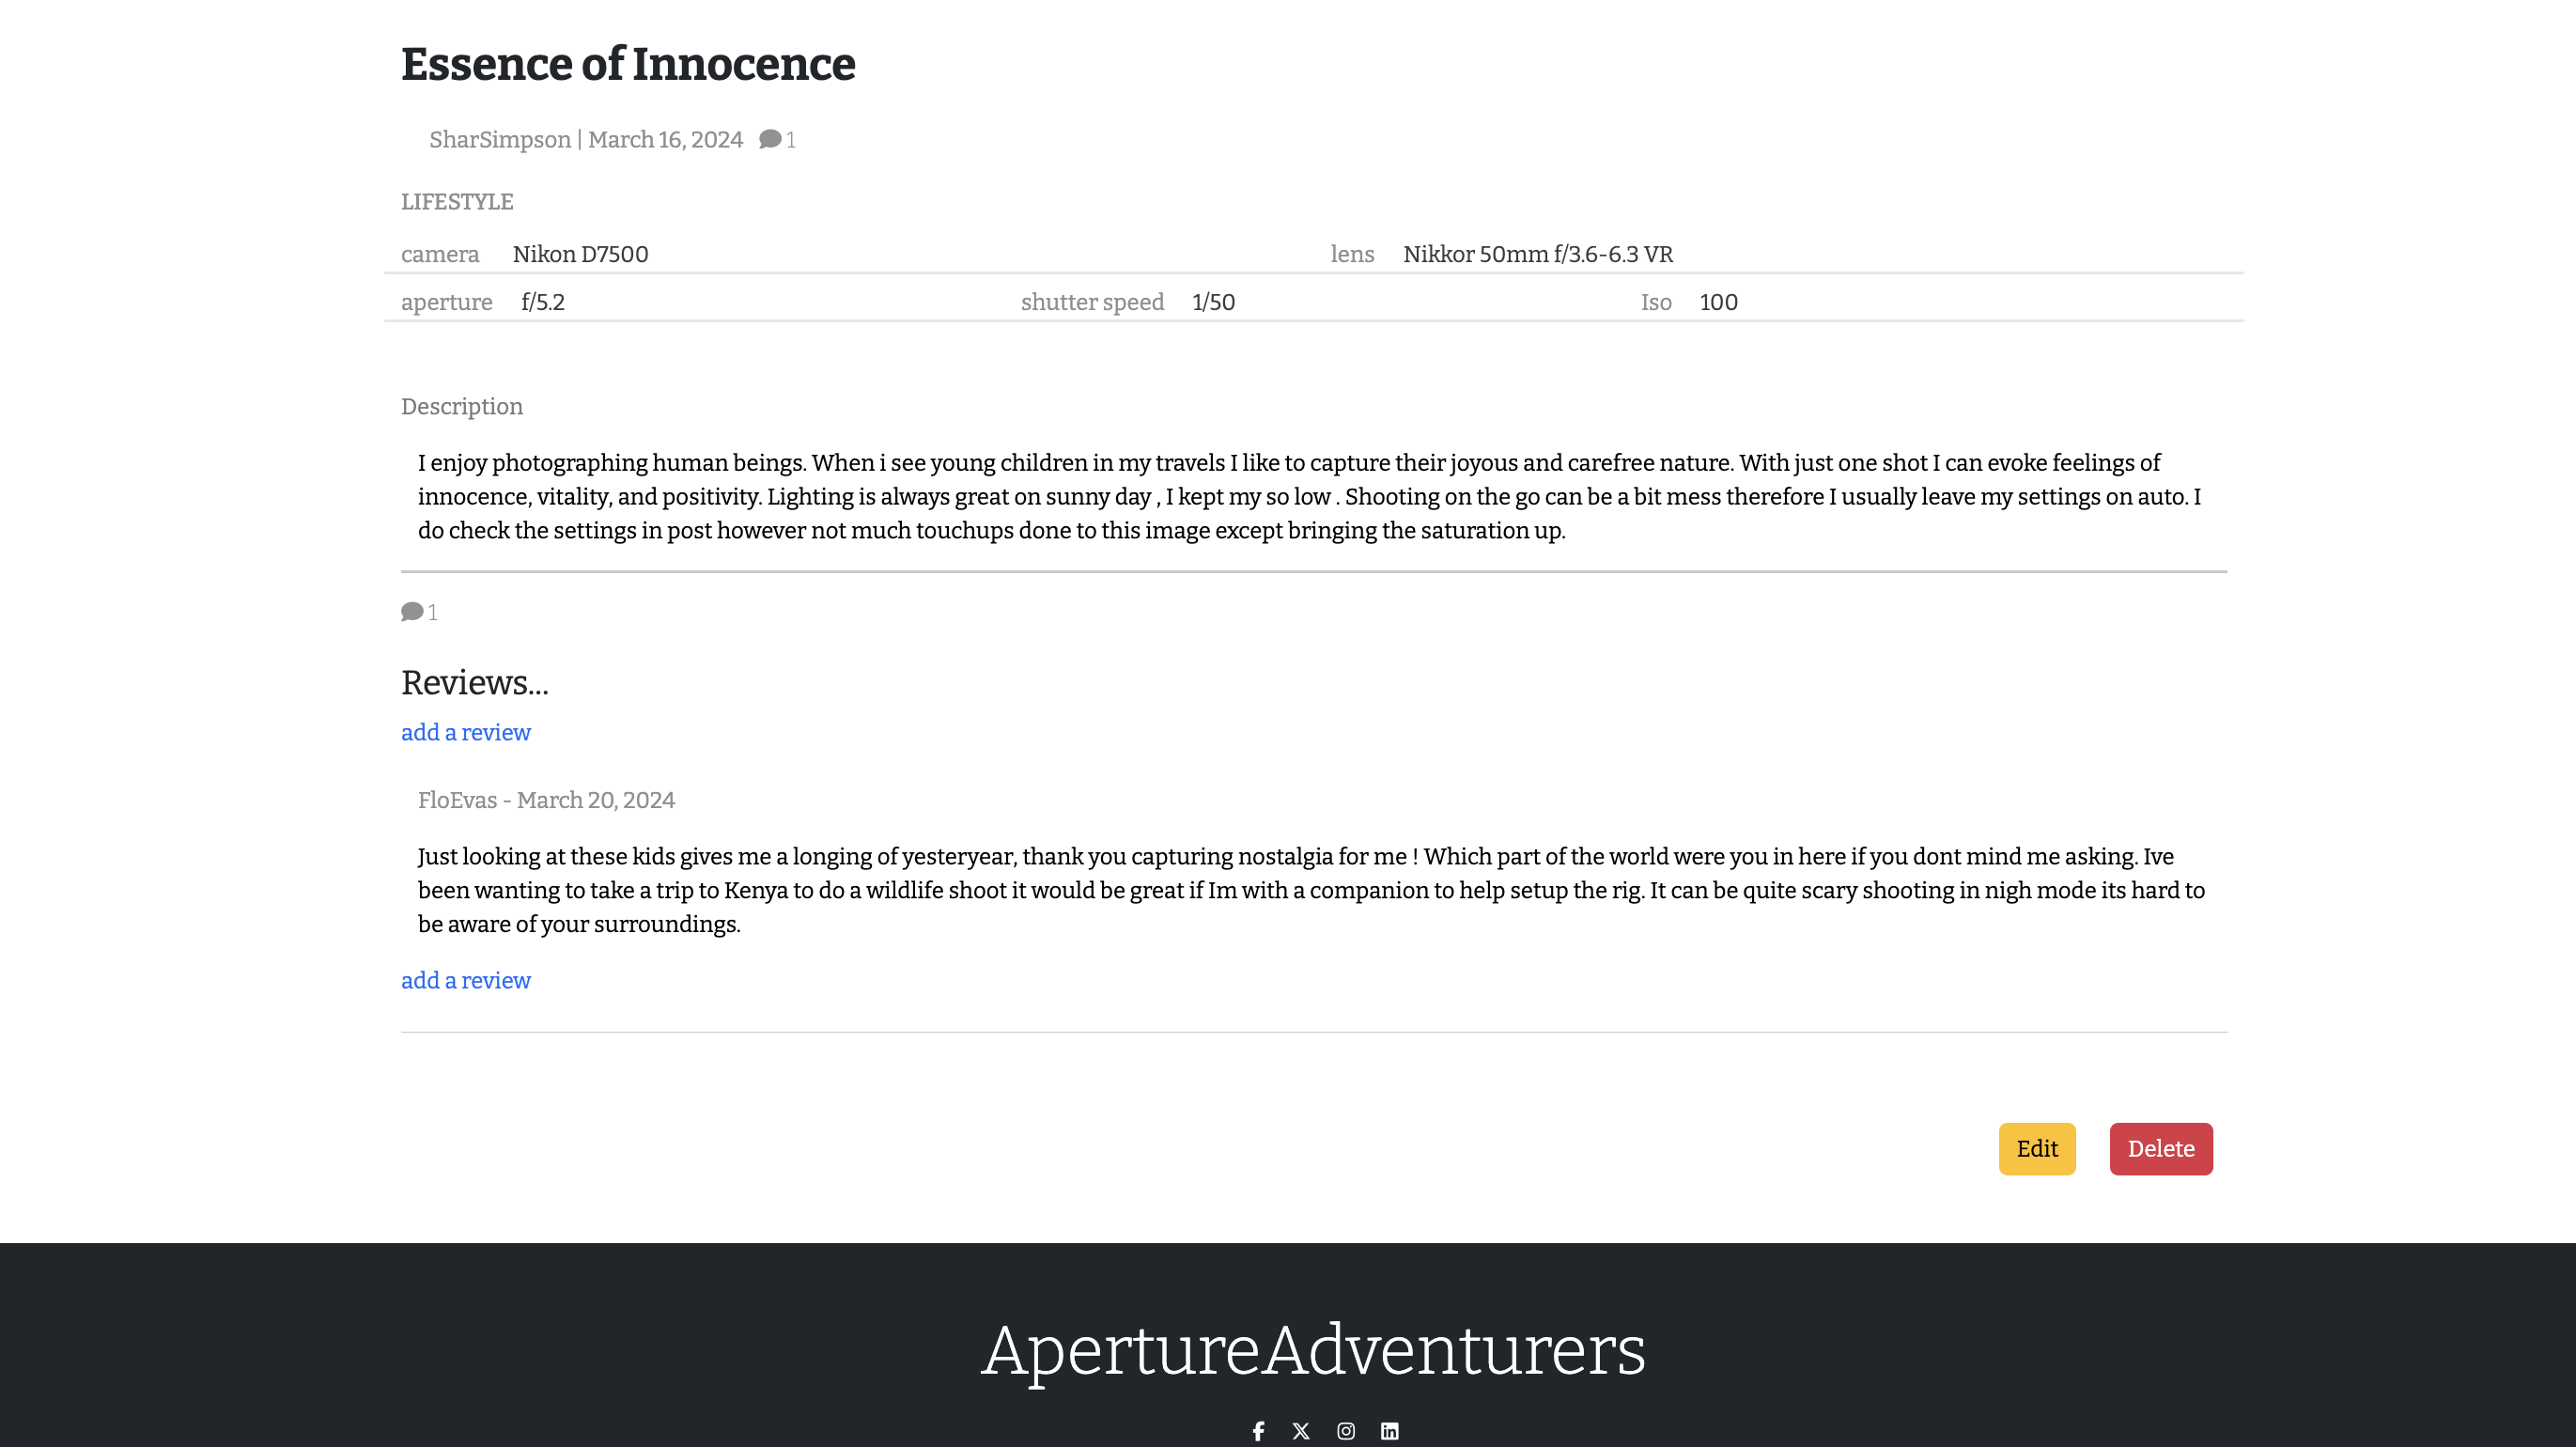 Essence of Innocence
SharSimpson | March 16, 2024 1
LIFESTYLE
camera Nikon D7500 lens Nikkor 50mm f/3.6-6.3 VR
aperture f/5.2 shutter speed 1/50 Iso 100
Description
I enjoy photographing human beings. When i see young children in my travels I like to capture their joyous and carefree nature. With just one shot I can evoke feelings of
innocence, vitality, and positivity. Lighting is always great on sunny day , I kept my so low . Shooting on the go can be a bit mess therefore I usually leave my settings on auto. I
do check the settings in post however not much touchups done to this image except bringing the saturation up.
1
Reviews...
add a review
FloEvas - March 20, 2024
Just looking at these kids gives me a longing of yesteryear, thank you capturing nostalgia for me ! Which part of the world were you in here if you dont mind me asking. Ive
been wanting to take a trip to Kenya to do a wildlife shoot it would be great if Im with a companion to help setup the rig. It can be quite scary shooting in nigh mode its hard to
be aware of your surroundings.
add a review
Edit Delete
ApertureAdventurers